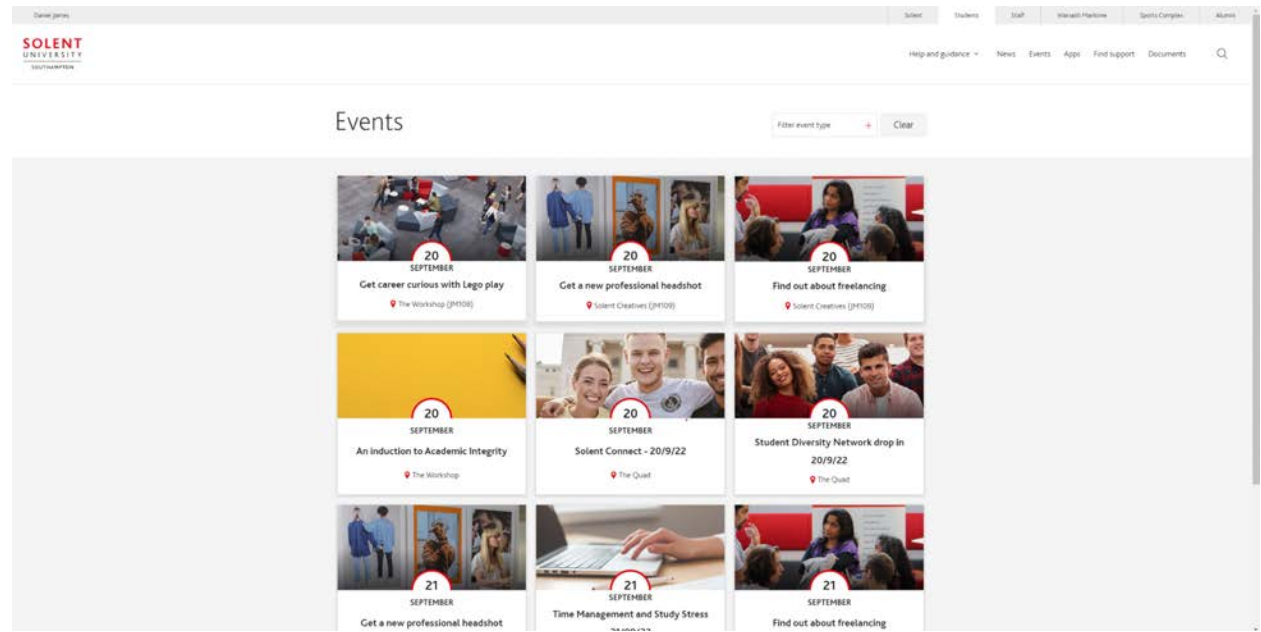 Daniel James
Solent Students Staff Warsash Maritime Sports Complex Alumni
SOLENT
UNIVERSITY
SOUTHAMPTON
Help and guidance News Events Apps Find support Documents
Events
Filter event type + Clear
20
SEPTEMBER
Get career curious with Lego play
The Workshop (JM109)
20
SEPTEMBER
Get a new professional headshot
Solent Creatives (JM109)
20
SEPTEMBER
Find out about freelancing
Solent Creatives (JM109)
20
SEPTEMBER
An induction to Academic Integrity
The Workshop
20
SEPTEMBER
Solent Connect - 20/9/22
The Quad
20
SEPTEMBER
Student Diversity Network drop in
20/9/22
The Quad
21
SEPTEMBER
Get a new professional headshot
21
SEPTEMBER
Time Management and Study Stress
21
SEPTEMBER
Find out about freelancing